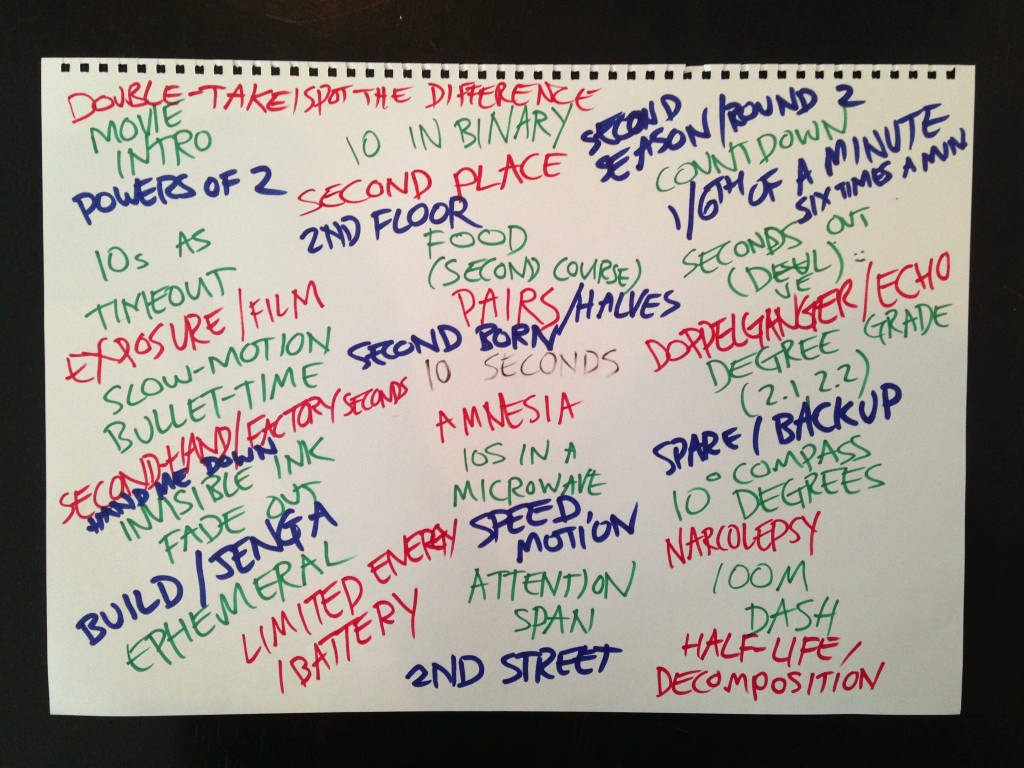 DOUBLE-TAKE/SPOT THE DIFFERENCE
MOVIE
INTRO
10 IN BINARY
SECOND
SEASON/ROUND 2
POWERS OF 2
SECOND PLACE
COUNTDOWN
1/6TH OF A MINUTE
SIX TIMES A MIN
2ND FLOOR
10s AS
TIMEOUT
FOOD
(SECOND COURSE)
SECONDS OUT
(DEUL)
JE
EXPOSURE/FILM
PAIRS/HALVES
DOPPELGANGER/ECHO
SLOW-MOTION
BULLET-TIME
SECOND BORN
10 SECONDS
DEGREE GRADE
(2.1, 2.2)
SECOND-HAND/FACTORY SECONDS
HAND ME DOWN
AMNESIA
SPARE/BACKUP
INVISIBLE INK
FADE OUT
10S IN A
MICROWAVE
10° COMPASS
DEGREES
BUILD/JENGA
SPEED,
MOTION
NARCOLEPSY
EPHEMERAL
LIMITED ENERGY
/BATTERY
ATTENTION
SPAN
100M
DASH
2ND STREET
HALF-LIFE/
DECOMPOSITION